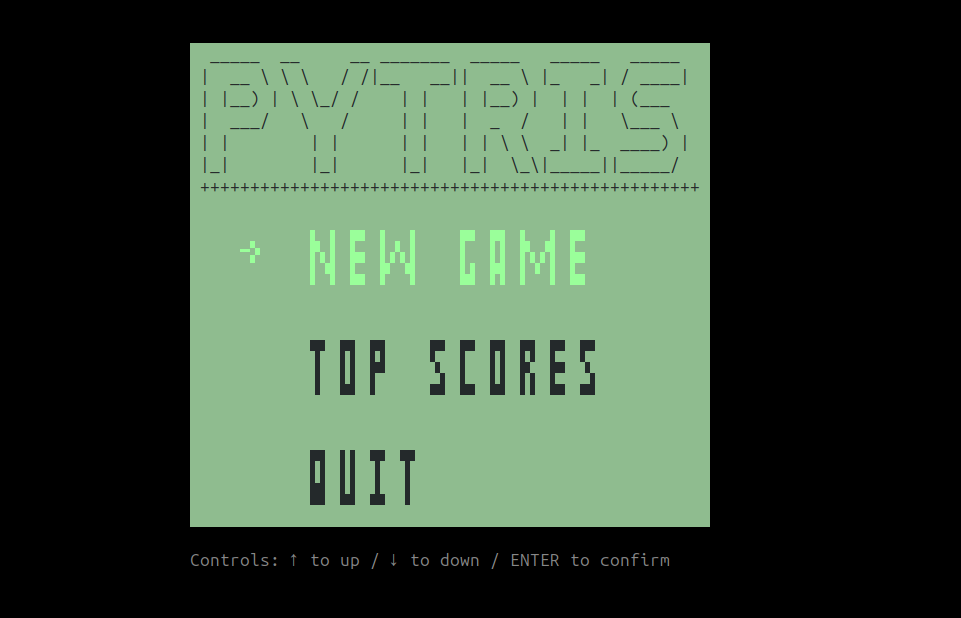 PYTRIS
++++++++++++++++++++++++++++++++++++++++++++++++++
→ NEW GAME
TOP SCORES
QUIT
Controls: ↑ to up / ↓ to down / ENTER to confirm